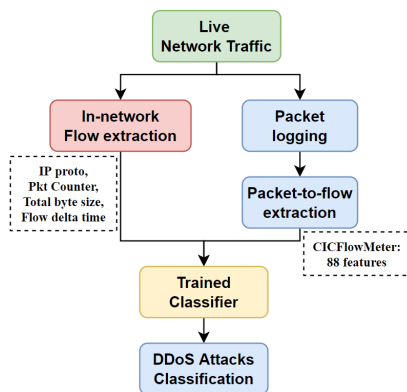 Live
Network Traffic
In-network
Flow extraction
Packet
logging
IP proto,
Pkt Counter,
Total byte size,
Flow delta time
Packet-to-flow
extraction
CICFlowMeter:
88 features
Trained
Classifier
DDoS Attacks
Classification